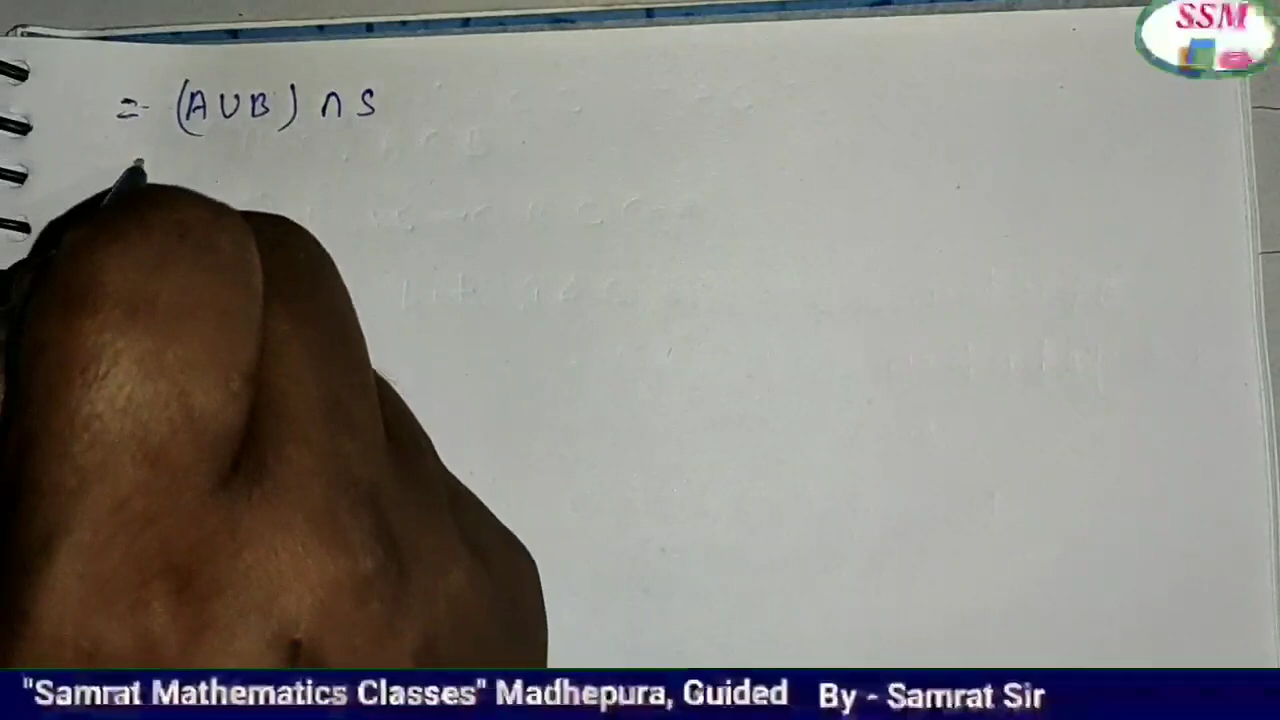 SSM
= (A ∪ B) ∩ S
"Samrat Mathematics Classes" Madhepura, Guided By - Samrat Sir